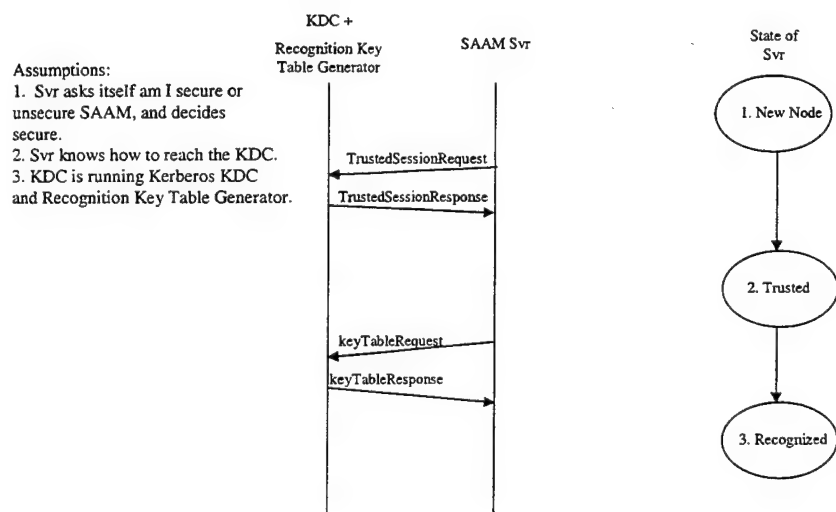 KDC +
Recognition Key
Table Generator
SAAM Svr
State of
Svr
Assumptions:
1. Svr asks itself am I secure or
unsecure SAAM, and decides
secure.
2. Svr knows how to reach the KDC.
3. KDC is running Kerberos KDC
and Recognition Key Table Generator.
TrustedSessionRequest
TrustedSessionResponse
keyTableRequest
keyTableResponse
1. New Node
2. Trusted
3. Recognized